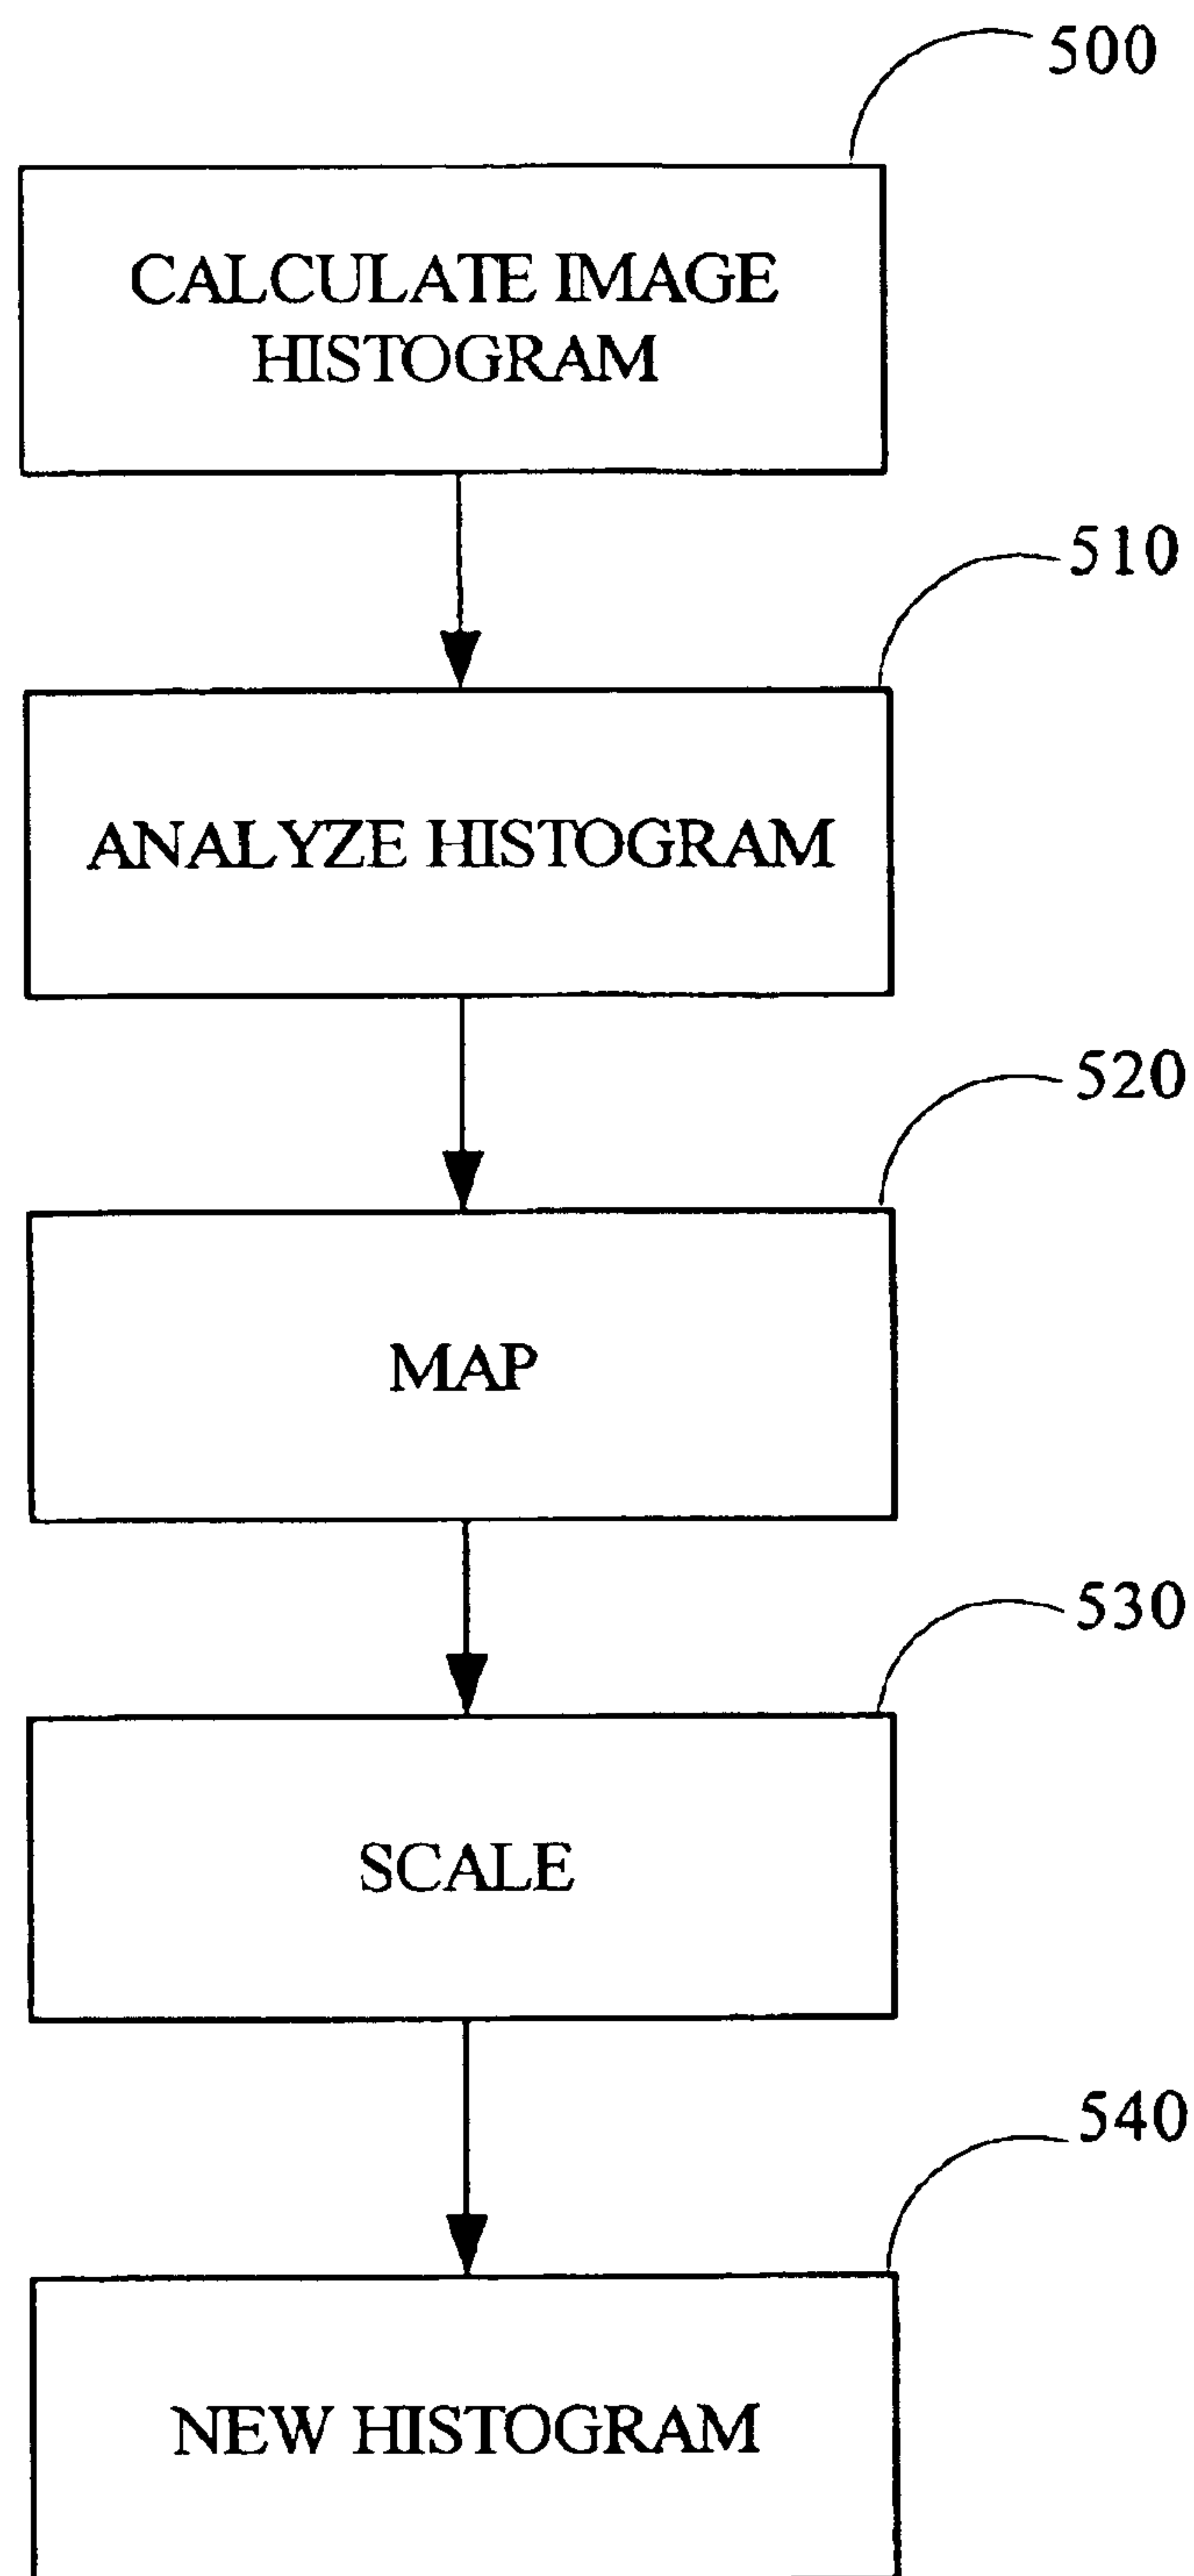 500
CALCULATE IMAGE
HISTOGRAM
510
ANALYZE HISTOGRAM
520
MAP
530
SCALE
540
NEW HISTOGRAM